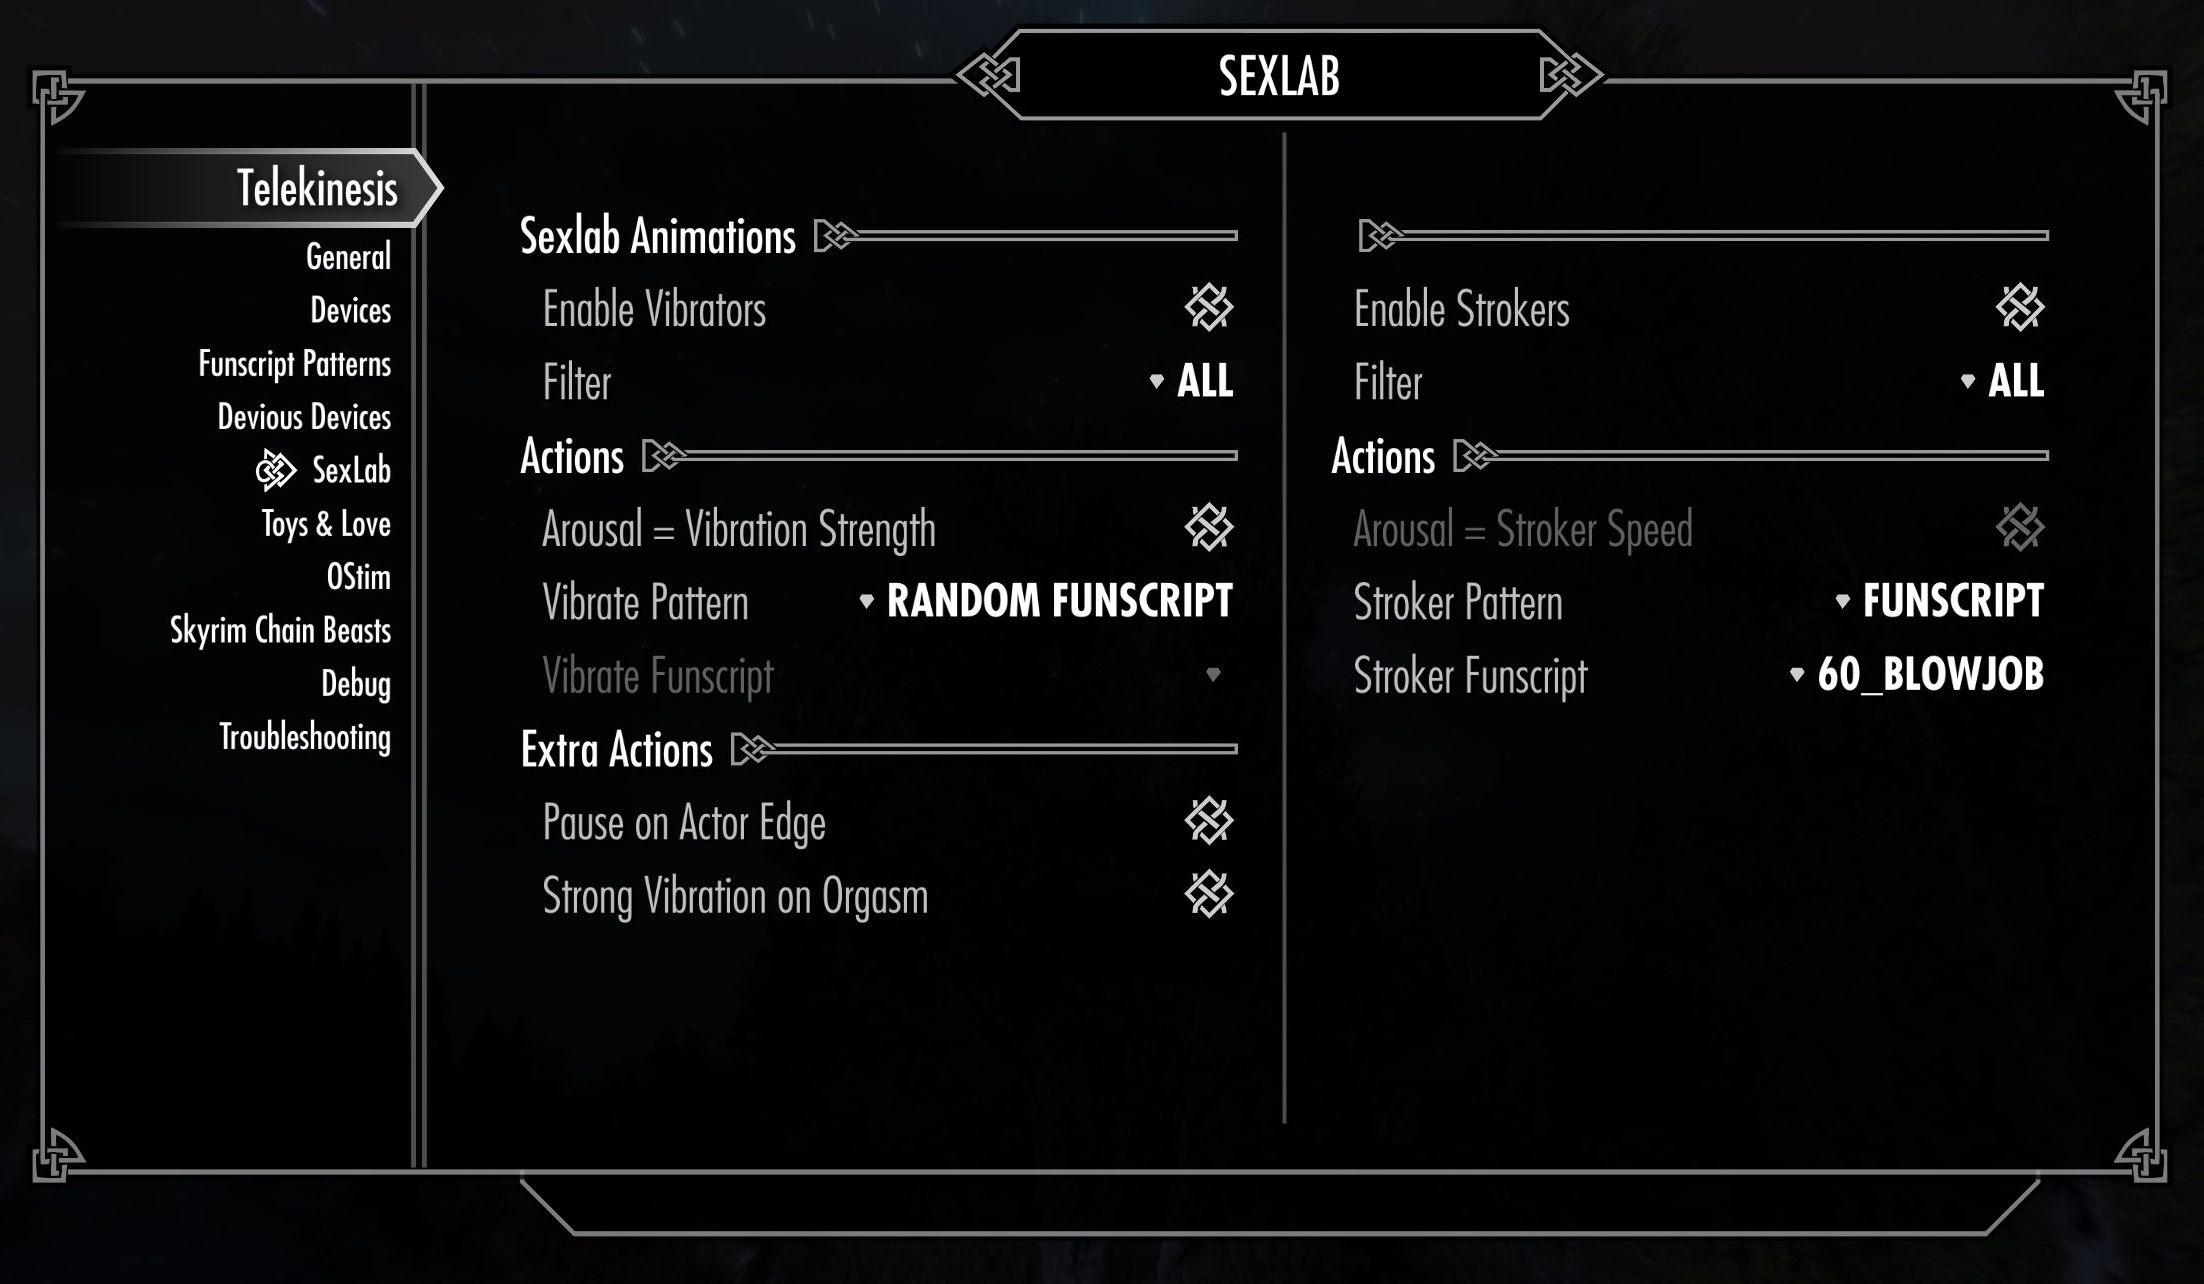 SEXLAB
Telekinesis
General
Devices
Funscript Patterns
Devious Devices
SexLab
Toys & Love
OStim
Skyrim Chain Beasts
Debug
Troubleshooting
Sexlab Animations
Enable Vibrators
Filter ALL
Actions
Arousal = Vibration Strength
Vibrate Pattern RANDOM FUNSCRIPT
Vibrate Funscript
Extra Actions
Pause on Actor Edge
Strong Vibration on Orgasm
Enable Strokers
Filter ALL
Actions
Arousal = Stroker Speed
Stroker Pattern FUNSCRIPT
Stroker Funscript 60_BLOWJOB